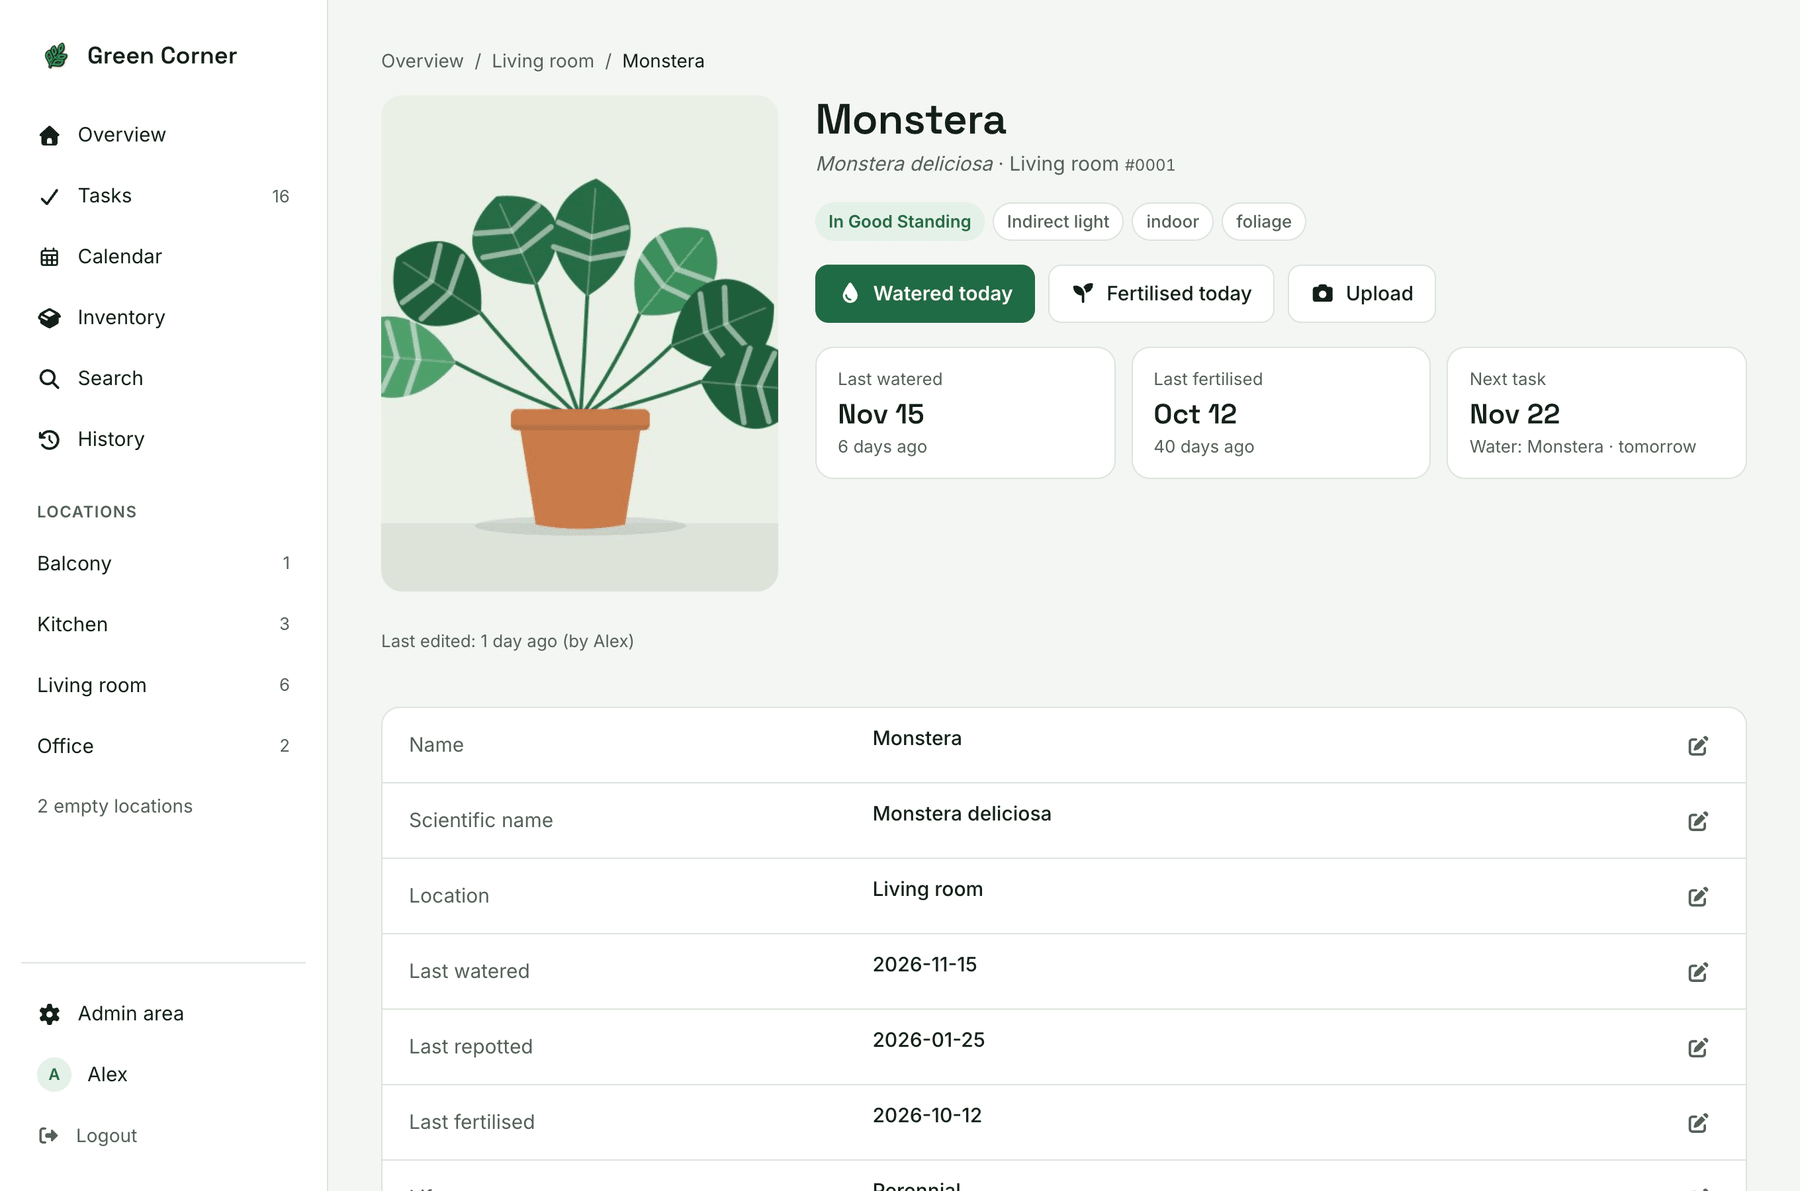 Green Corner
Overview
Tasks 16
Calendar
Inventory
Search
History
LOCATIONS
Balcony 1
Kitchen 3
Living room 6
Office 2
2 empty locations
Admin area
A Alex
Logout
Overview / Living room / Monstera
Monstera
Monstera deliciosa · Living room #0001
In Good Standing Indirect light indoor foliage
Watered today Fertilised today Upload
Last watered
Nov 15
6 days ago
Last fertilised
Oct 12
40 days ago
Next task
Nov 22
Water: Monstera · tomorrow
Last edited: 1 day ago (by Alex)
Name Monstera
Scientific name Monstera deliciosa
Location Living room
Last watered 2026-11-15
Last repotted 2026-01-25
Last fertilised 2026-10-12
Perennial